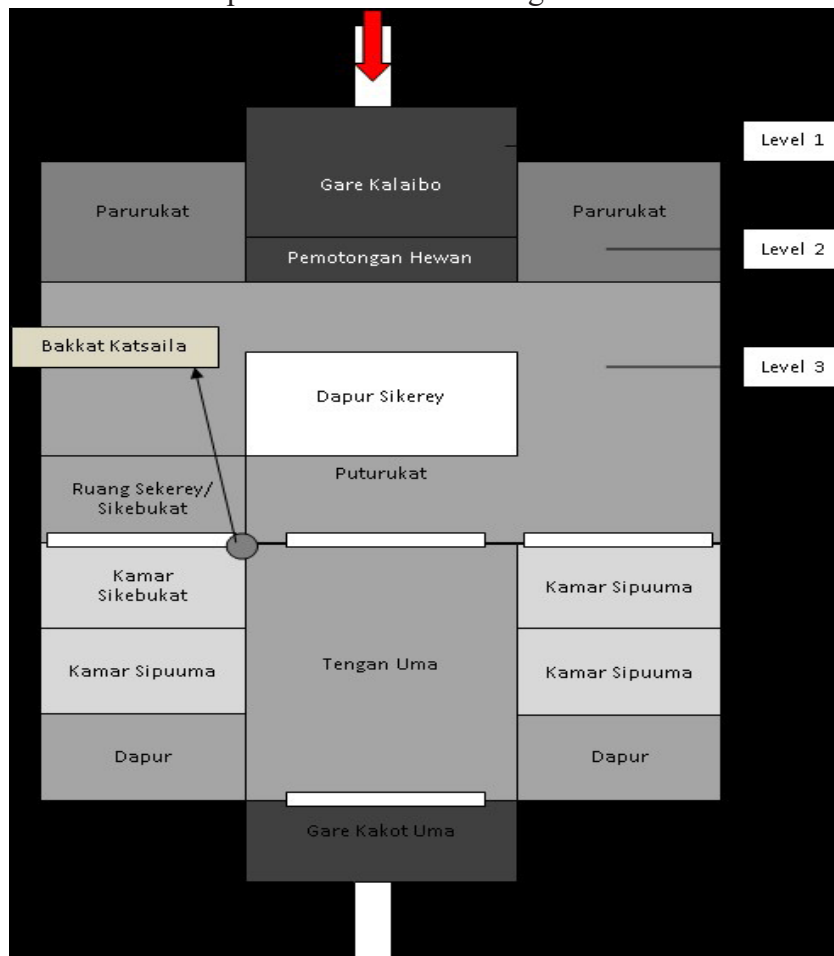 Level 1
Gare Kalaibo
Parurukat
Parurukat
Level 2
Pemotongan Hewan
Bakkat Katsaila
Level 3
Dapur Sikerey
Puturukat
Ruang Sekerey/
Sikebukat
Kamar
Sikebukat
Kamar Sipuuma
Kamar Sipuuma
Tengan Uma
Kamar Sipuuma
Dapur
Dapur
Gare Kakot Uma